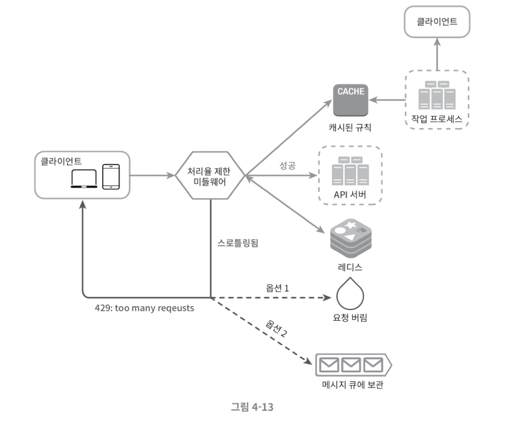 클라이언트
CACHE
캐시된 규칙
작업 프로세스
클라이언트
처리율 제한
미들웨어
성공
API 서버
스로틀링됨
레디스
옵션 1
429: too many reqeusts
요청 버림
옵션 2
메시지 큐에 보관
그림 4-13